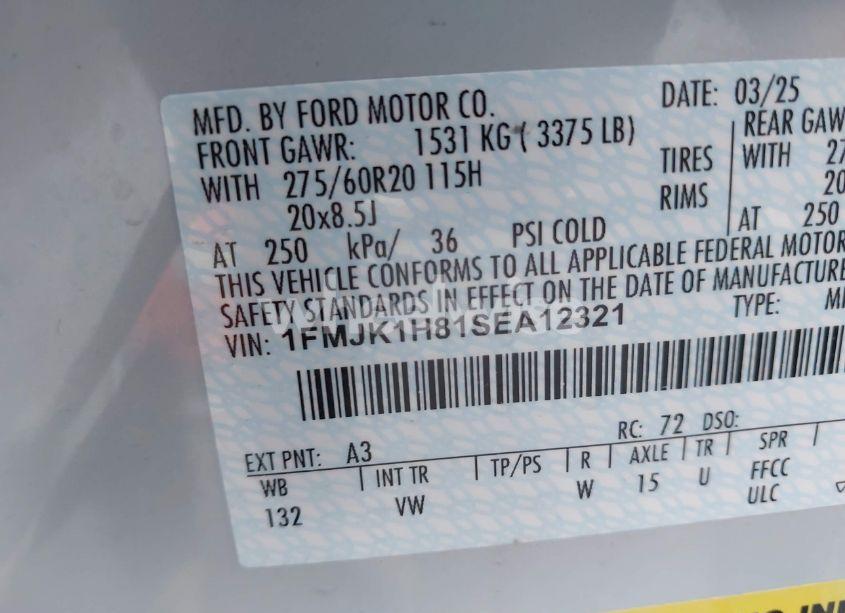 MFD. BY FORD MOTOR CO. DATE: 03/25
FRONT GAWR: 1531 KG ( 3375 LB) REAR GAW
WITH 275/60R20 115H TIRES WITH 27
20x8.5J RIMS 20
AT 250 kPa/ 36 PSI COLD AT 250
THIS VEHICLE CONFORMS TO ALL APPLICABLE FEDERAL MOTOR
SAFETY STANDARDS IN EFFECT ON THE DATE OF MANUFACTURE
VIN: 1FMJK1H81SEA12321 TYPE:
RC: 72 DSO:
EXT PNT: A3
WB INT TR TP/PS R AXLE TR SPR
132 VW W 15 U FFCC
ULC